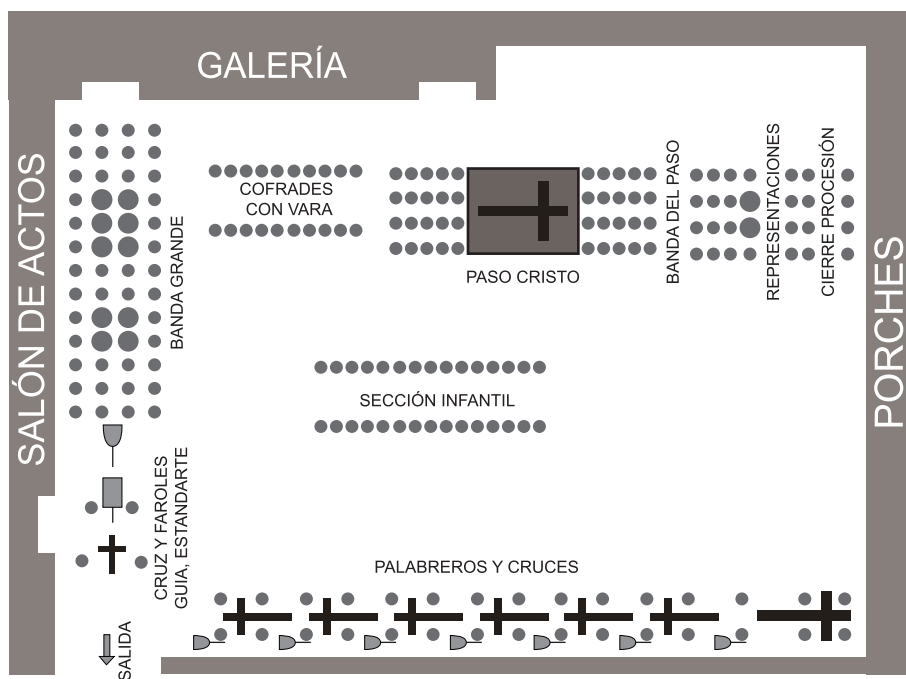 GALERÍA
SALÓN DE ACTOS
BANDA GRANDE
COFRADES
CON VARA
PASO CRISTO
BANDA DEL PASO
REPRESENTACIONES
CIERRE PROCESIÓN
PORCHES
SECCIÓN INFANTIL
CRUZ Y FAROLES
GUIA, ESTANDARTE
PALABREROS Y CRUCES
SALIDA